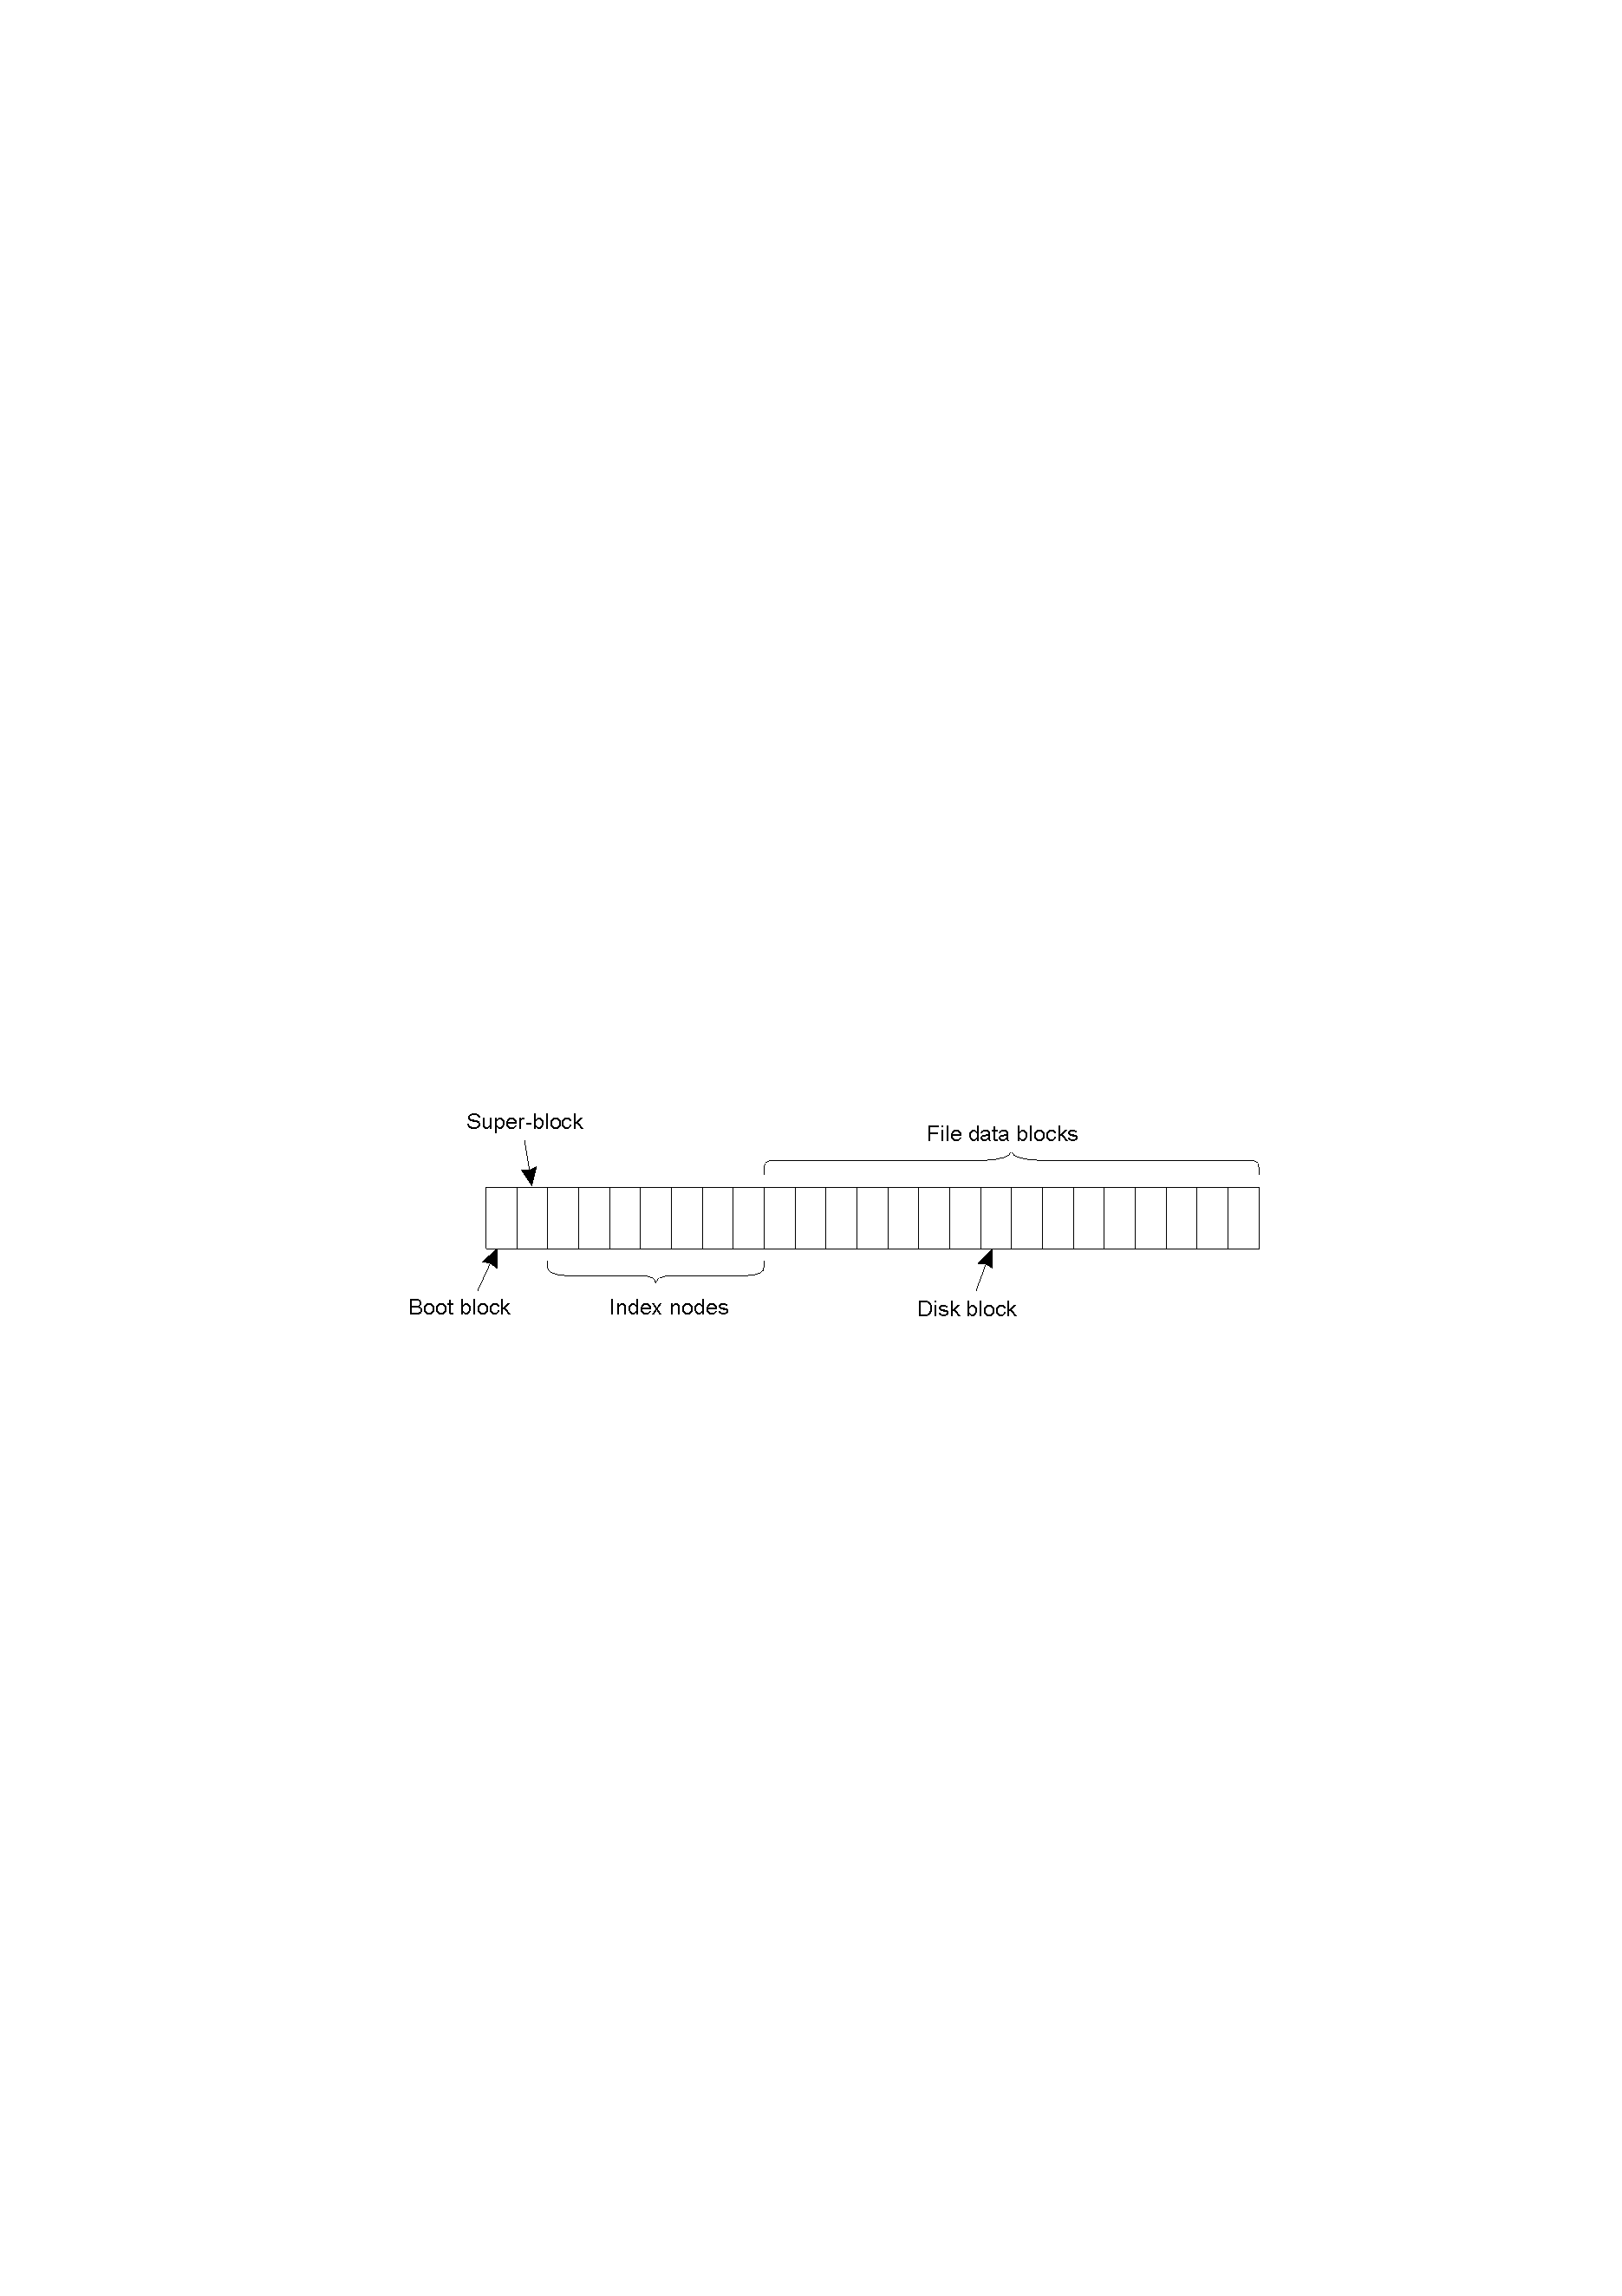 Super-block
File data blocks
Boot block
Index nodes
Disk block